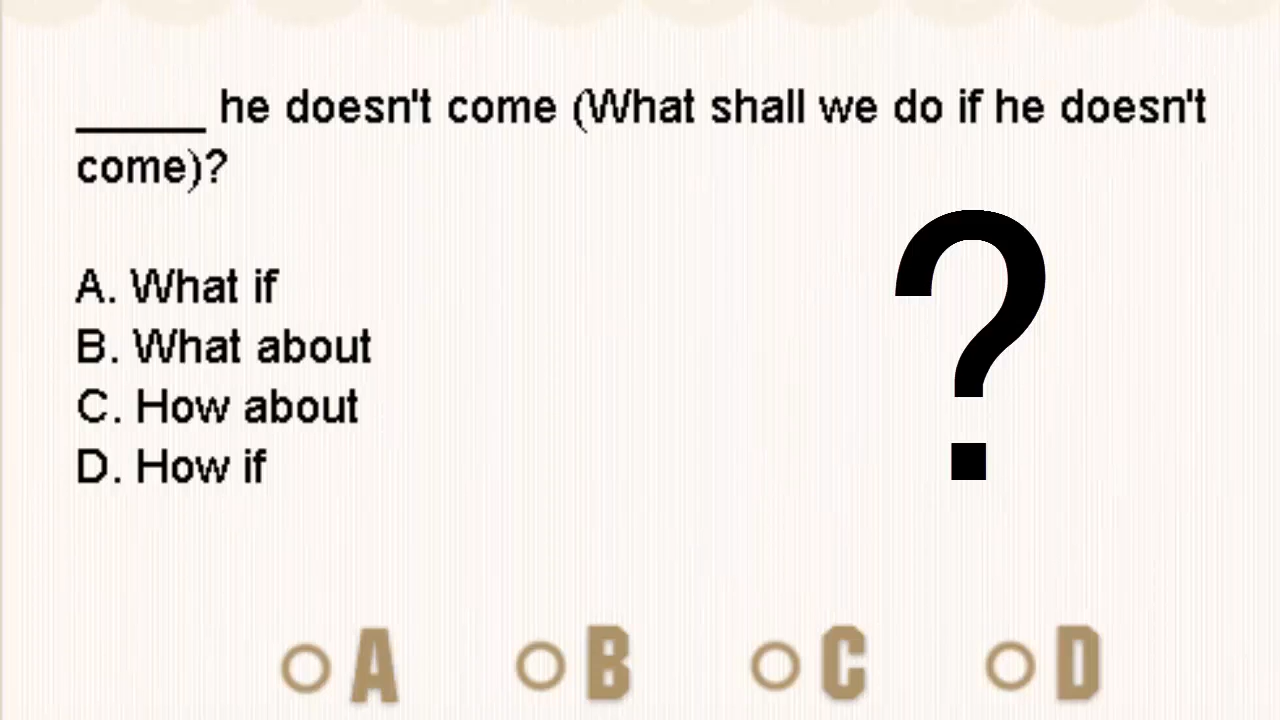 _____ he doesn't come (What shall we do if he doesn't
come)?
A. What if
B. What about
C. How about
D. How if
?
A B C D